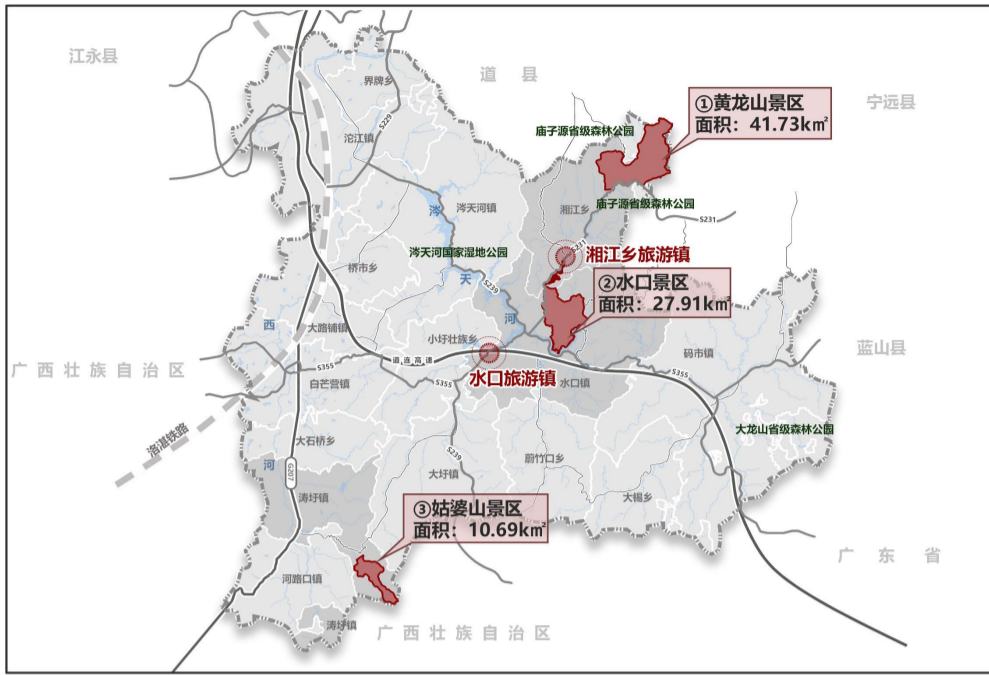 江永县
道 县
宁远县
界牌乡
①黄龙山景区
面积：41.73km²
S229
沱江镇
庙子源省级森林公园
涔天河镇
湘江乡
庙子源省级森林公园
S231
涔
天
河
涔天河国家湿地公园
S231
湘江乡旅游镇
桥市乡
②水口景区
面积：27.91km²
S239
西
河
大路铺镇
小圩壮族乡
码市镇
蓝山县
广西壮族自治区
S355
道连高速
S355
水口旅游镇
水口镇
S355
白芒营镇
洛湛铁路
大石桥乡
大龙山省级森林公园
S239
蔚竹口乡
大圩镇
G207
涛圩镇
大锡乡
③姑婆山景区
面积：10.69km²
广东省
河路口镇
涛圩镇
广西壮族自治区